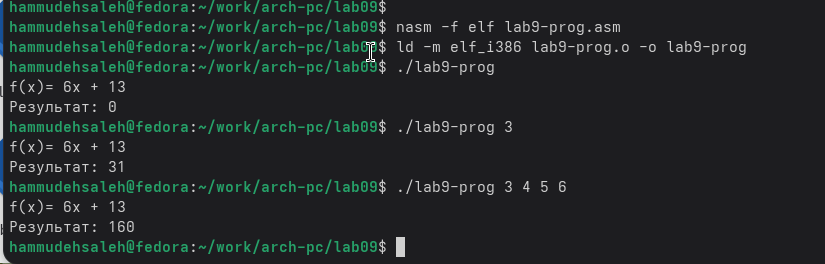 hammudehsaleh@fedora:~/work/arch-pc/lab09$
hammudehsaleh@fedora:~/work/arch-pc/lab09$ nasm -f elf lab9-prog.asm
hammudehsaleh@fedora:~/work/arch-pc/lab09$ ld -m elf_i386 lab9-prog.o -o lab9-prog
hammudehsaleh@fedora:~/work/arch-pc/lab09$ ./lab9-prog
f(x)= 6x + 13
Результат: 0
hammudehsaleh@fedora:~/work/arch-pc/lab09$ ./lab9-prog 3
f(x)= 6x + 13
Результат: 31
hammudehsaleh@fedora:~/work/arch-pc/lab09$ ./lab9-prog 3 4 5 6
f(x)= 6x + 13
Результат: 160
hammudehsaleh@fedora:~/work/arch-pc/lab09$